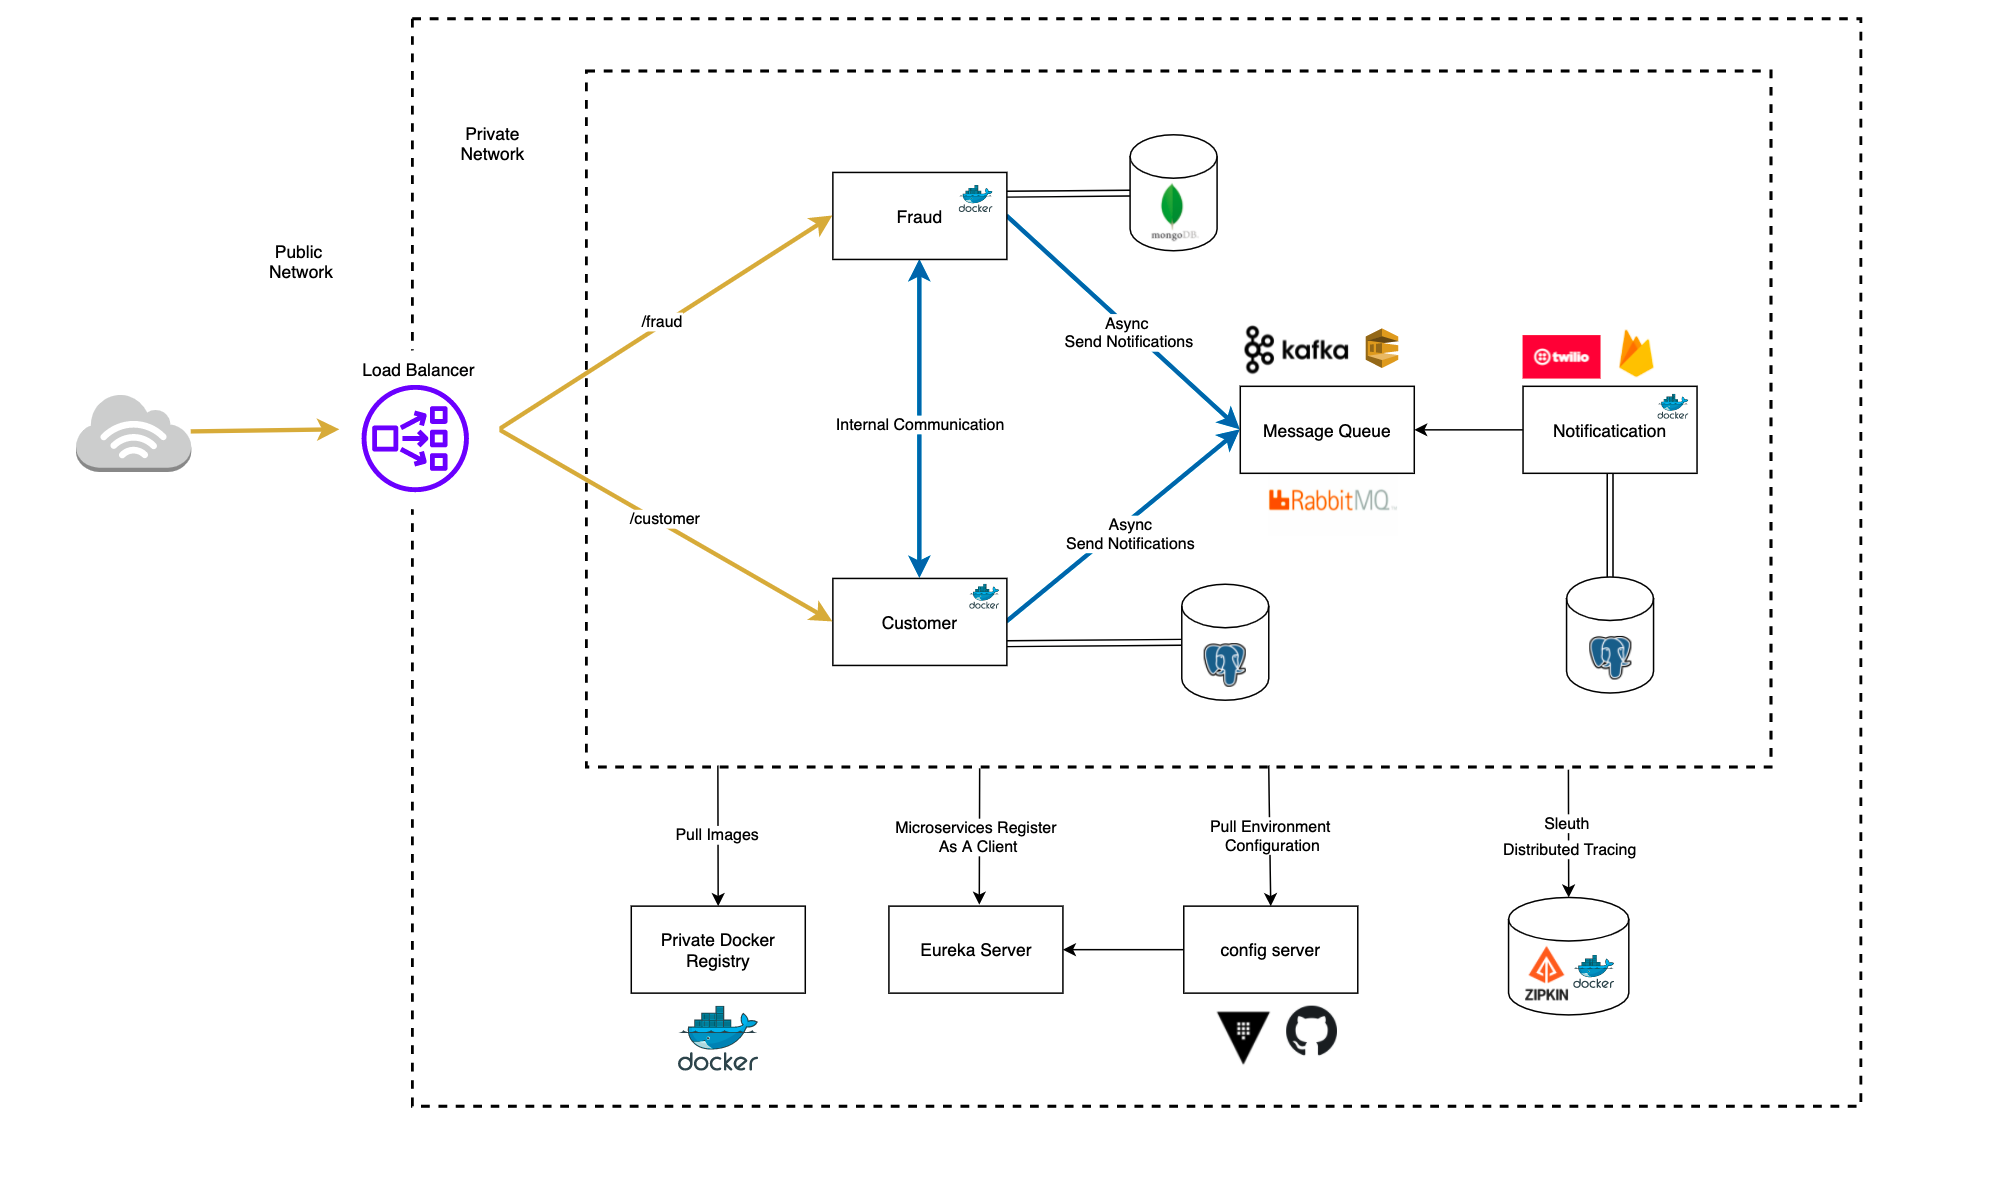 Private
Network
Public
Network
Load Balancer
/fraud
/customer
Fraud
docker
mongoDB.
Async
Send Notifications
Internal Communication
kafka
Message Queue
RabbitMQ
twilio
docker
Notificatication
Async
Send Notifications
docker
Customer
Pull Images
Microservices Register
As A Client
Pull Environment
Configuration
Sleuth
Distributed Tracing
Private Docker
Registry
docker
Eureka Server
config server
ZIPKIN
docker